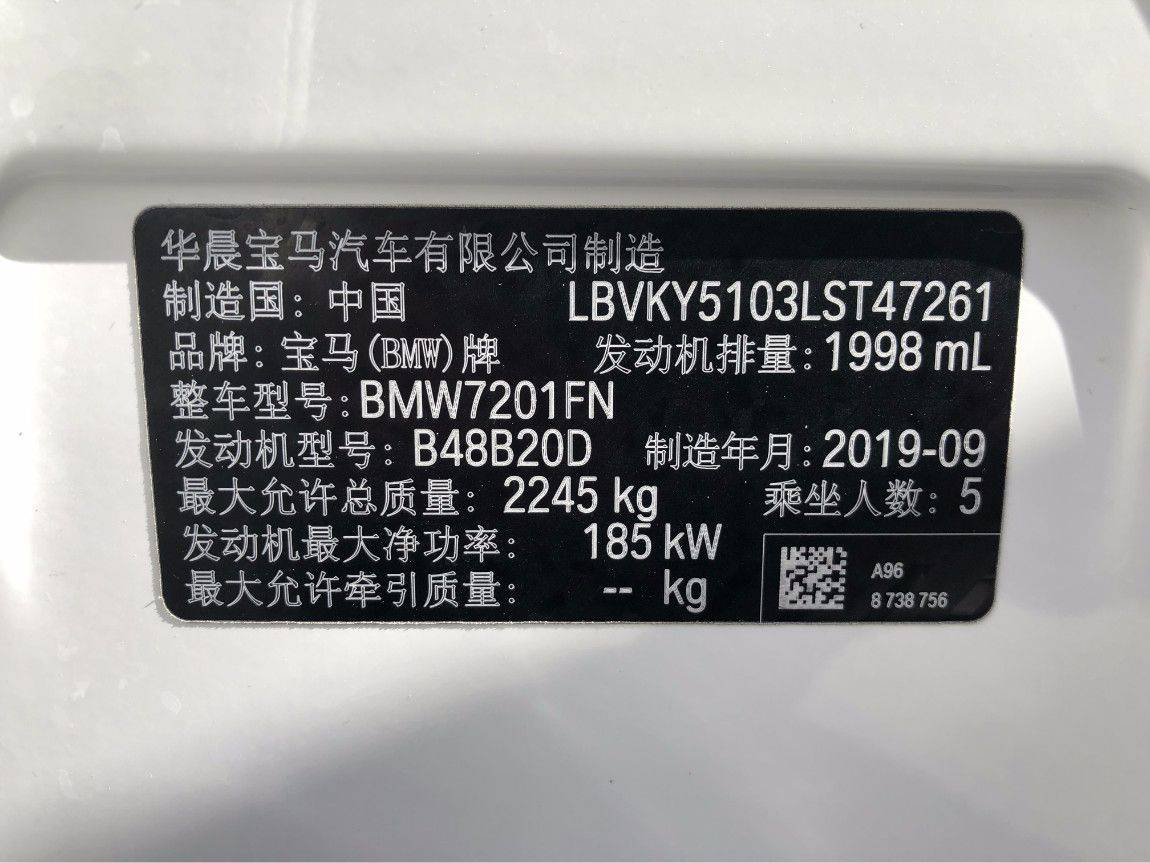 华晨宝马汽车有限公司制造
制造国：中国 LBVKY5103LST47261
品牌：宝马(BMW)牌 发动机排量：1998 mL
整车型号：BMW7201FN
发动机型号：B48B20D 制造年月：2019-09
最大允许总质量：2245 kg 乘坐人数：5
发动机最大净功率： 185 kW
最大允许牵引质量： -- kg
A96
8 738 756